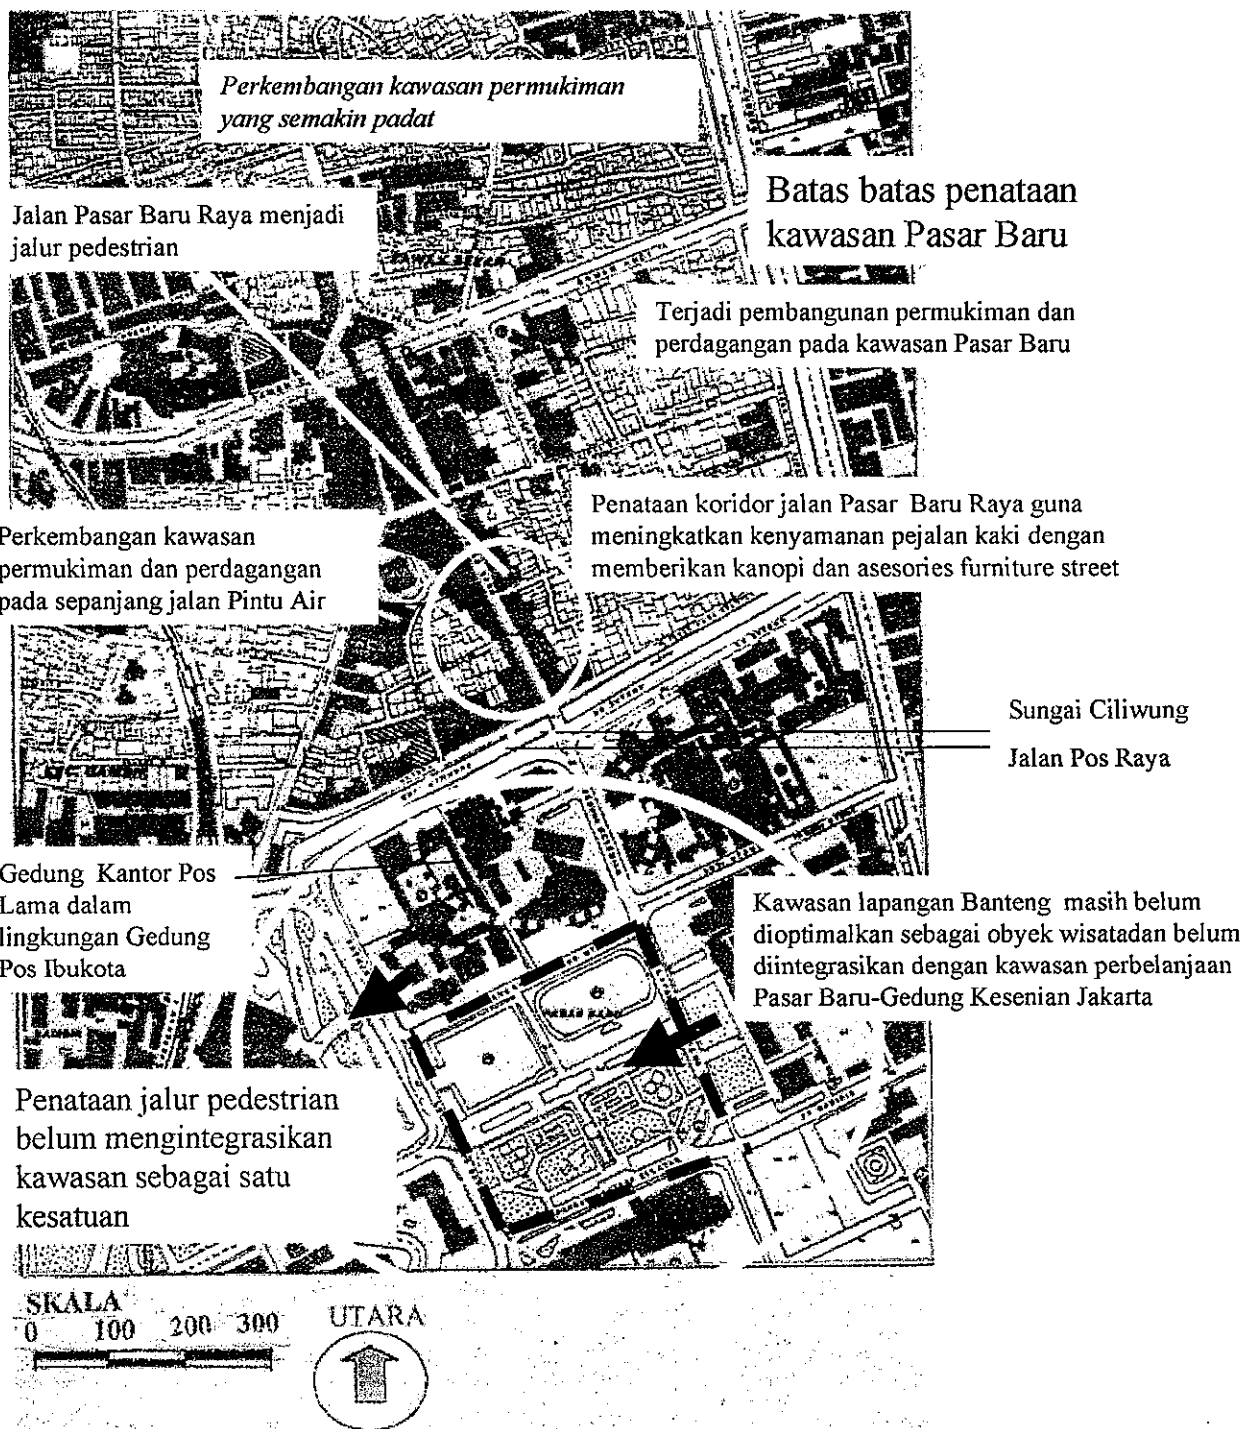 Perkembangan kawasan permukiman
yang semakin padat
Batas batas penataan
kawasan Pasar Baru
Jalan Pasar Baru Raya menjadi
jalur pedestrian
Terjadi pembangunan permukiman dan
perdagangan pada kawasan Pasar Baru
Penataan koridor jalan Pasar Baru Raya guna
meningkatkan kenyamanan pejalan kaki dengan
memberikan kanopi dan asesories furniture street
Perkembangan kawasan
permukiman dan perdagangan
pada sepanjang jalan Pintu Air
Sungai Ciliwung
Jalan Pos Raya
Gedung Kantor Pos
Lama dalam
lingkungan Gedung
Pos Ibukota
Kawasan lapangan Banteng masih belum
dioptimalkan sebagai obyek wisatadan belum
diintegrasikan dengan kawasan perbelanjaan
Pasar Baru-Gedung Kesenian Jakarta
PASAR BARU
Penataan jalur pedestrian
belum mengintegrasikan
kawasan sebagai satu
kesatuan
SKALA
0 100 200 300
UTARA